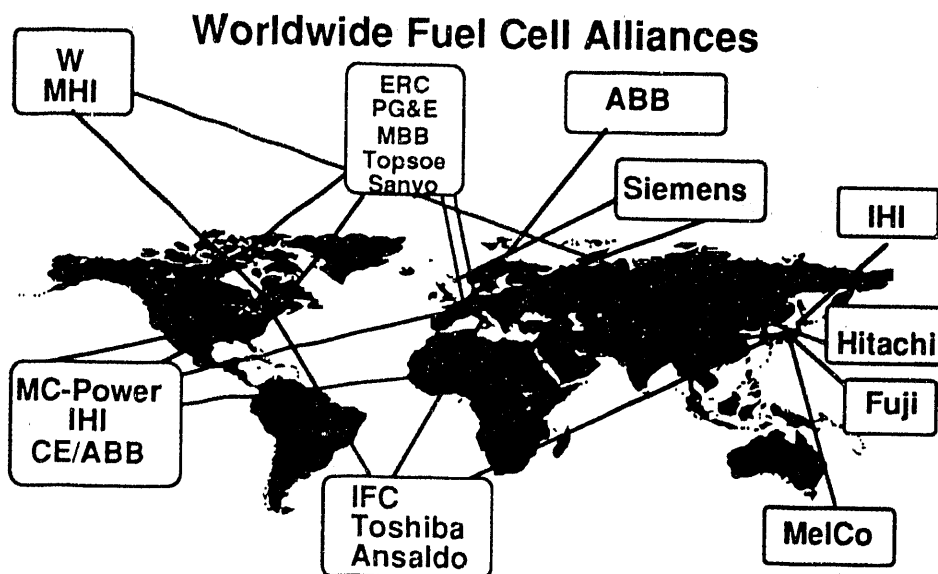 Worldwide Fuel Cell Alliances
W
MHI
ERC
PG&E
MBB
Topsoe
Sanyo
ABB
Siemens
IHI
Hitachi
Fuji
MelCo
MC-Power
IHI
CE/ABB
IFC
Toshiba
Ansaldo